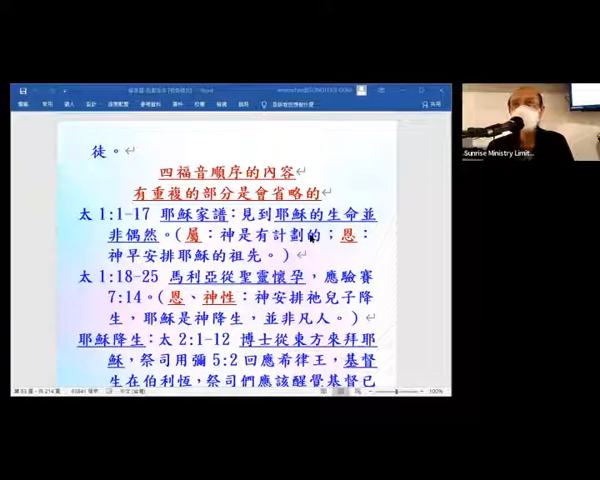 徒。
四福音順序的內容
有重複的部分是會省略的
太 1:1-17 耶穌家譜：見到耶穌的生命並
非偶然。（屬：神是有計劃的；恩：
神早安排耶穌的祖先。）
太 1:18-25 馬利亞從聖靈懷孕，應驗賽
7:14。（恩、神性：神安排祂兒子降
生，耶穌是神降生，並非凡人。）
耶穌降生：太 2:1-12 博士從東方來拜耶
穌，祭司用彌 5:2 回應希律王，基督
生在伯利恆，祭司們應該醒覺基督已
Sunrise Ministry Limit...
100%